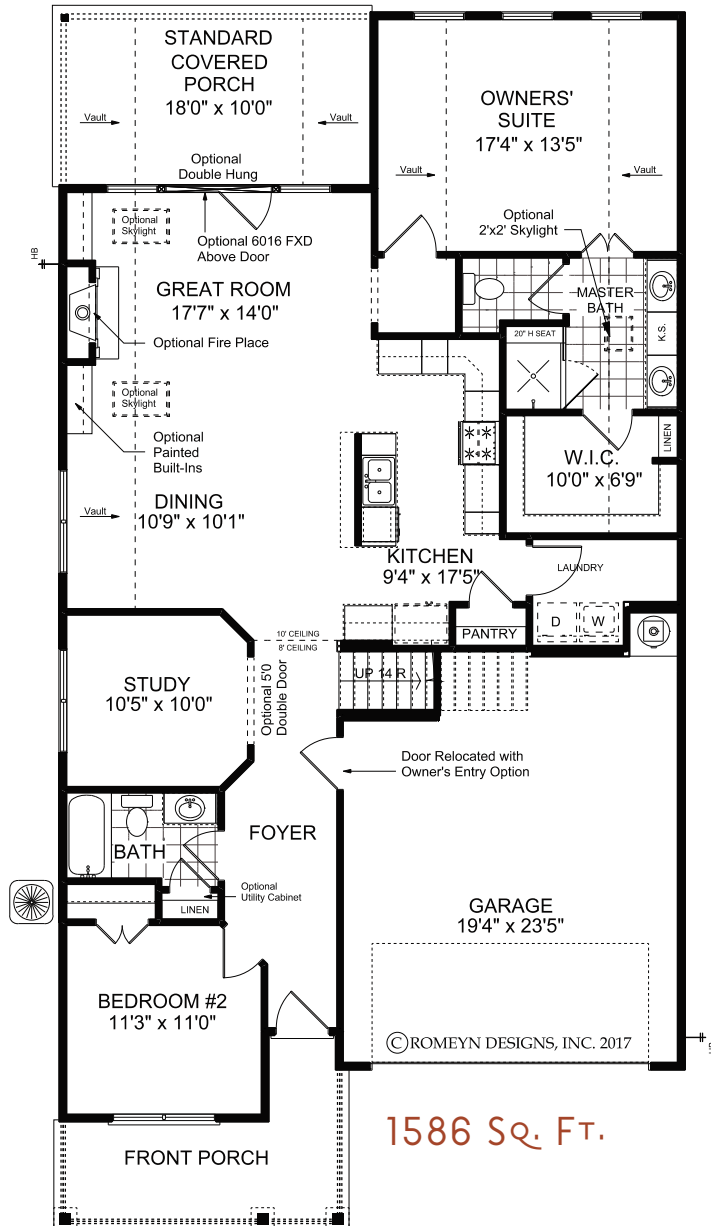 STANDARD
COVERED
PORCH
18'0" x 10'0"
Vault
Vault
OWNERS'
SUITE
17'4" x 13'5"
Vault
Vault
Optional
Double Hung
Optional
2'x2' Skylight
Optional
Skylight
Optional 6016 FXD
Above Door
HB
GREAT ROOM
17'7" x 14'0"
MASTER
BATH
K.S.
Optional Fire Place
20" H SEAT
Optional
Skylight
Optional
Painted
Built-Ins
LINEN
W.I.C.
10'0" x 6'9"
DINING
10'9" x 10'1"
Vault
KITCHEN
9'4" x 17'5"
LAUNDRY
PANTRY
D
W
10' CEILING
8' CEILING
UP 14 R
STUDY
10'5" x 10'0"
Optional 5'0
Double Door
Door Relocated with
Owner's Entry Option
FOYER
BATH
Optional
Utility Cabinet
LINEN
GARAGE
19'4" x 23'5"
BEDROOM #2
11'3" x 11'0"
©ROMEYN DESIGNS, INC. 2017
1586 SQ. FT.
FRONT PORCH